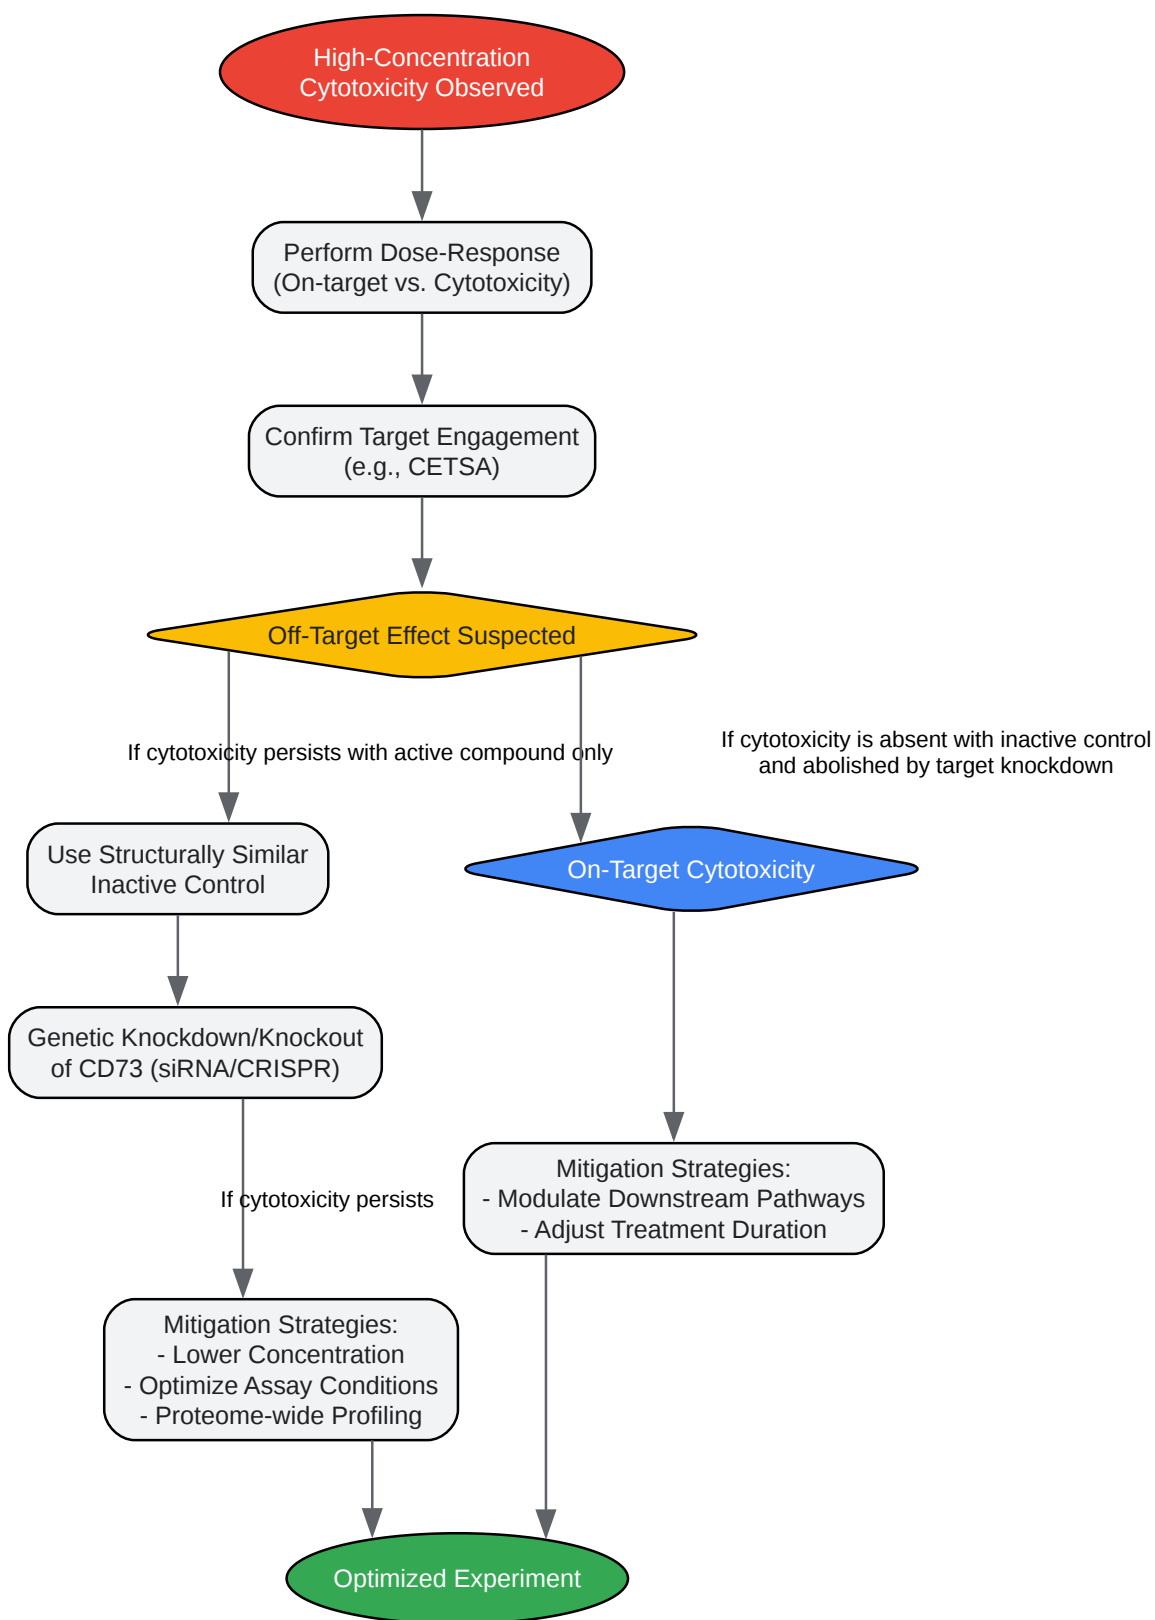 High-Concentration
Cytotoxicity Observed
Perform Dose-Response
(On-target vs. Cytotoxicity)
Confirm Target Engagement
(e.g., CETSA)
Off-Target Effect Suspected
If cytotoxicity persists with active compound only
If cytotoxicity is absent with inactive control
and abolished by target knockdown
Use Structurally Similar
Inactive Control
On-Target Cytotoxicity
Genetic Knockdown/Knockout
of CD73 (siRNA/CRISPR)
If cytotoxicity persists
Mitigation Strategies:
- Modulate Downstream Pathways
- Adjust Treatment Duration
Mitigation Strategies:
- Lower Concentration
- Optimize Assay Conditions
- Proteome-wide Profiling
Optimized Experiment